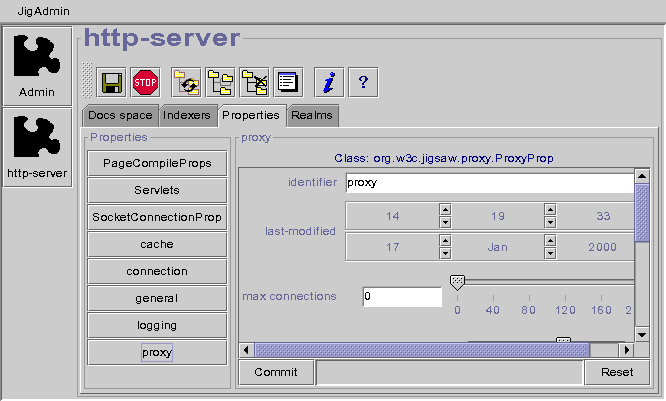 JigAdmin
http-server
Admin
http-server
STOP
i ?
Docs space Indexers Properties Realms
Properties
PageCompileProps
Servlets
SocketConnectionProp
cache
connection
general
logging
proxy
proxy
Class: org.w3c.jigsaw.proxy.ProxyProp
identifier proxy
last-modified
14 19 33
17 Jan 2000
max connections 0
0 40 80 120 160 2
Commit Reset